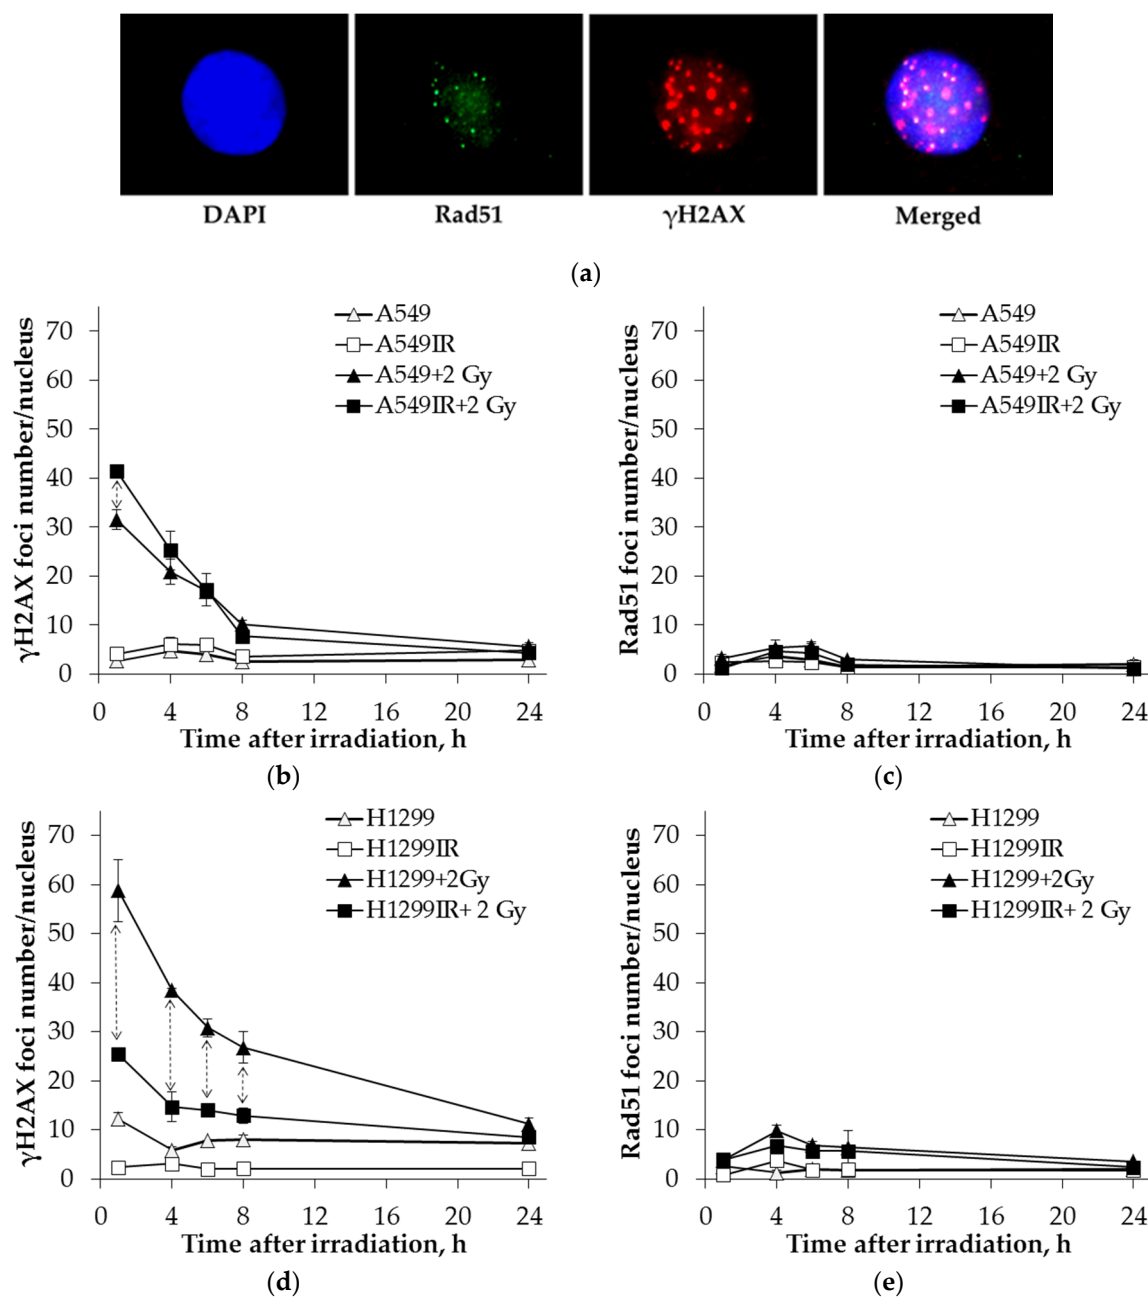 DAPI Rad51 γH2AX Merged
(a)
γH2AX foci number/nucleus
70
60
50
40
30
20
10
0
0 4 8 12 16 20 24
Time after irradiation, h
A549
A549IR
A549+2 Gy
A549IR+2 Gy
(b)
Rad51 foci number/nucleus
70
60
50
40
30
20
10
0
0 4 8 12 16 20 24
Time after irradiation, h
A549
A549IR
A549+2 Gy
A549IR+2 Gy
(c)
γH2AX foci number/nucleus
70
60
50
40
30
20
10
0
0 4 8 12 16 20 24
Time after irradiation, h
H1299
H1299IR
H1299+2Gy
H1299IR+ 2 Gy
(d)
Rad51 foci number/nucleus
70
60
50
40
30
20
10
0
0 4 8 12 16 20 24
Time after irradiation, h
H1299
H1299IR
H1299+2Gy
H1299IR+ 2 Gy
(e)